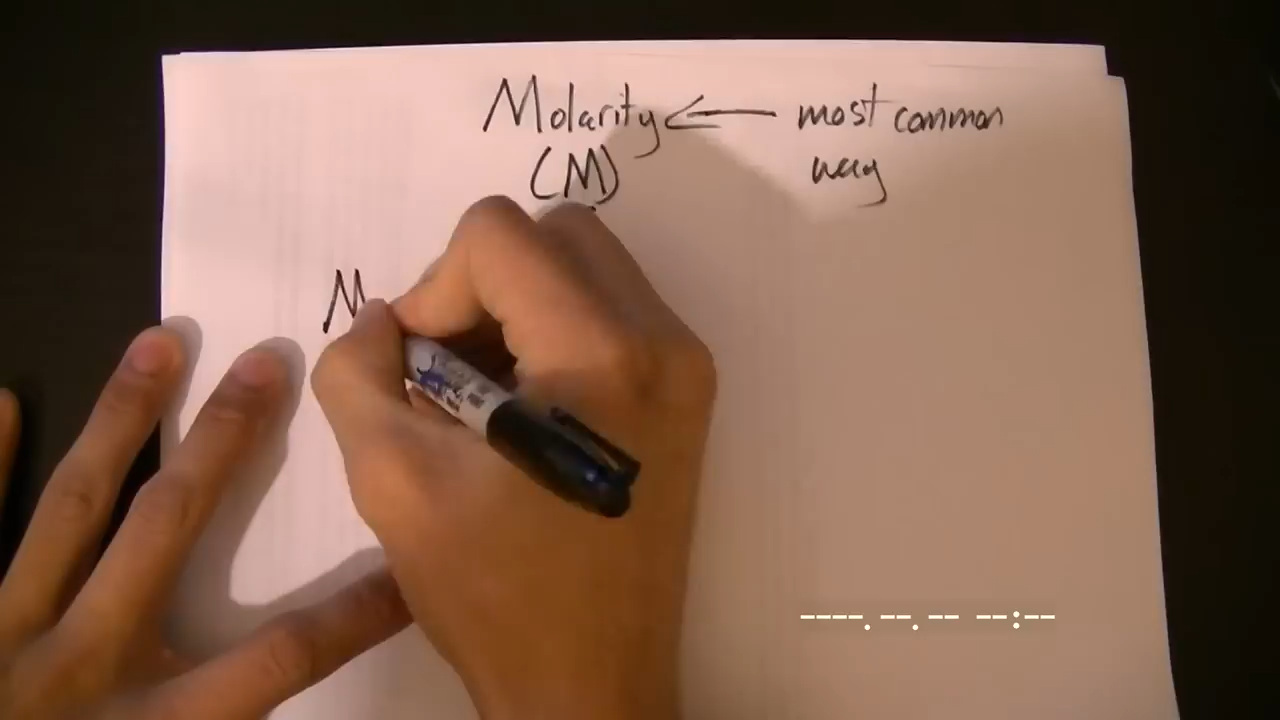 Molarity ← most common
(M) way
M
----.--.-- --:--